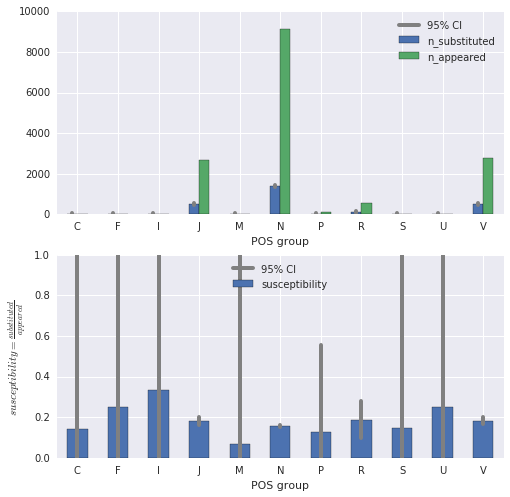 10000
8000
6000
4000
2000
0
95% CI
n_substituted
n_appeared
C F I J M N P R S U V
POS group
1.0
0.8
0.6
0.4
0.2
0.0
susceptibility = substituted/appeared
95% CI
susceptibility
C F I J M N P R S U V
POS group